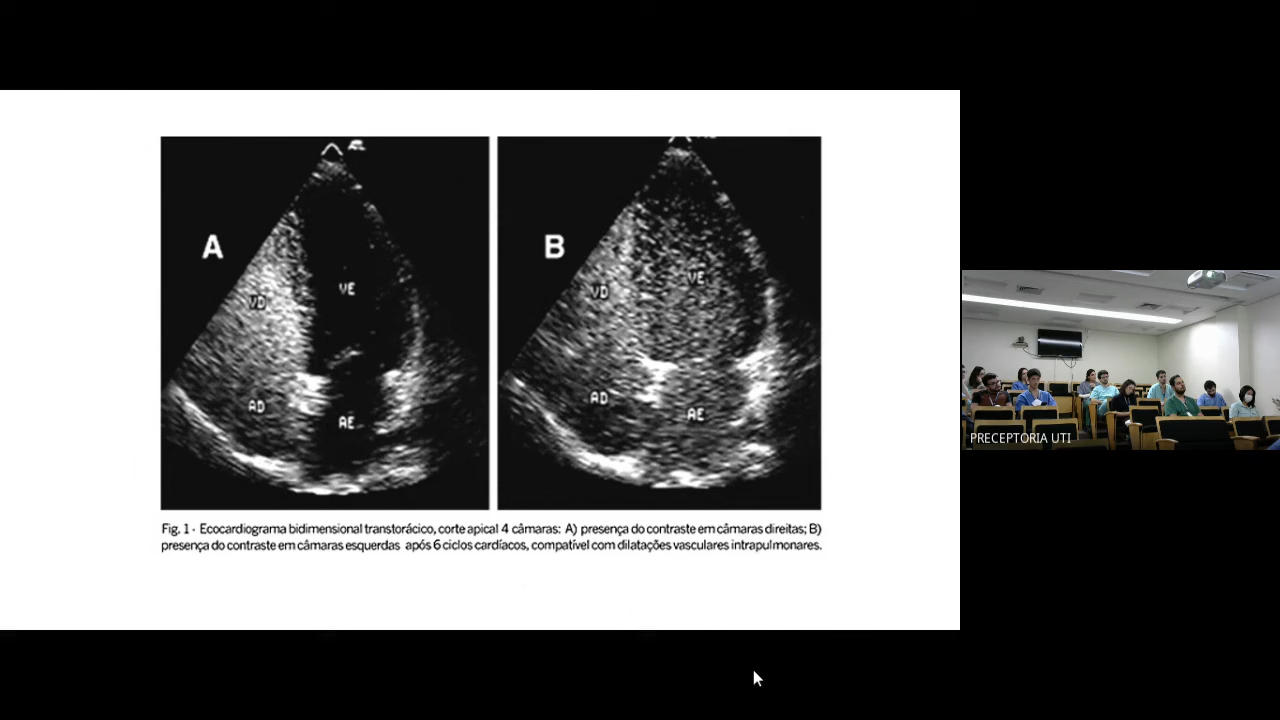 A
VD
VE
AD
AE
B
VD
VE
AD
AE
Fig. 1 - Ecocardiograma bidimensional transtorácico, corte apical 4 câmaras: A) presença do contraste em câmaras direitas; B)
presença do contraste em câmaras esquerdas após 6 ciclos cardíacos, compatível com dilatações vasculares intrapulmonares.
PRECEPTORIA UTI